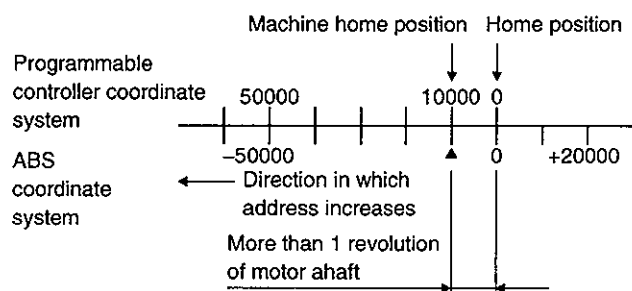 Machine home position Home position
Programmable
controller coordinate
system
50000 10000 0
ABS
coordinate
system
−50000 0 +20000
Direction in which
address increases
More than 1 revolution
of motor ahaft